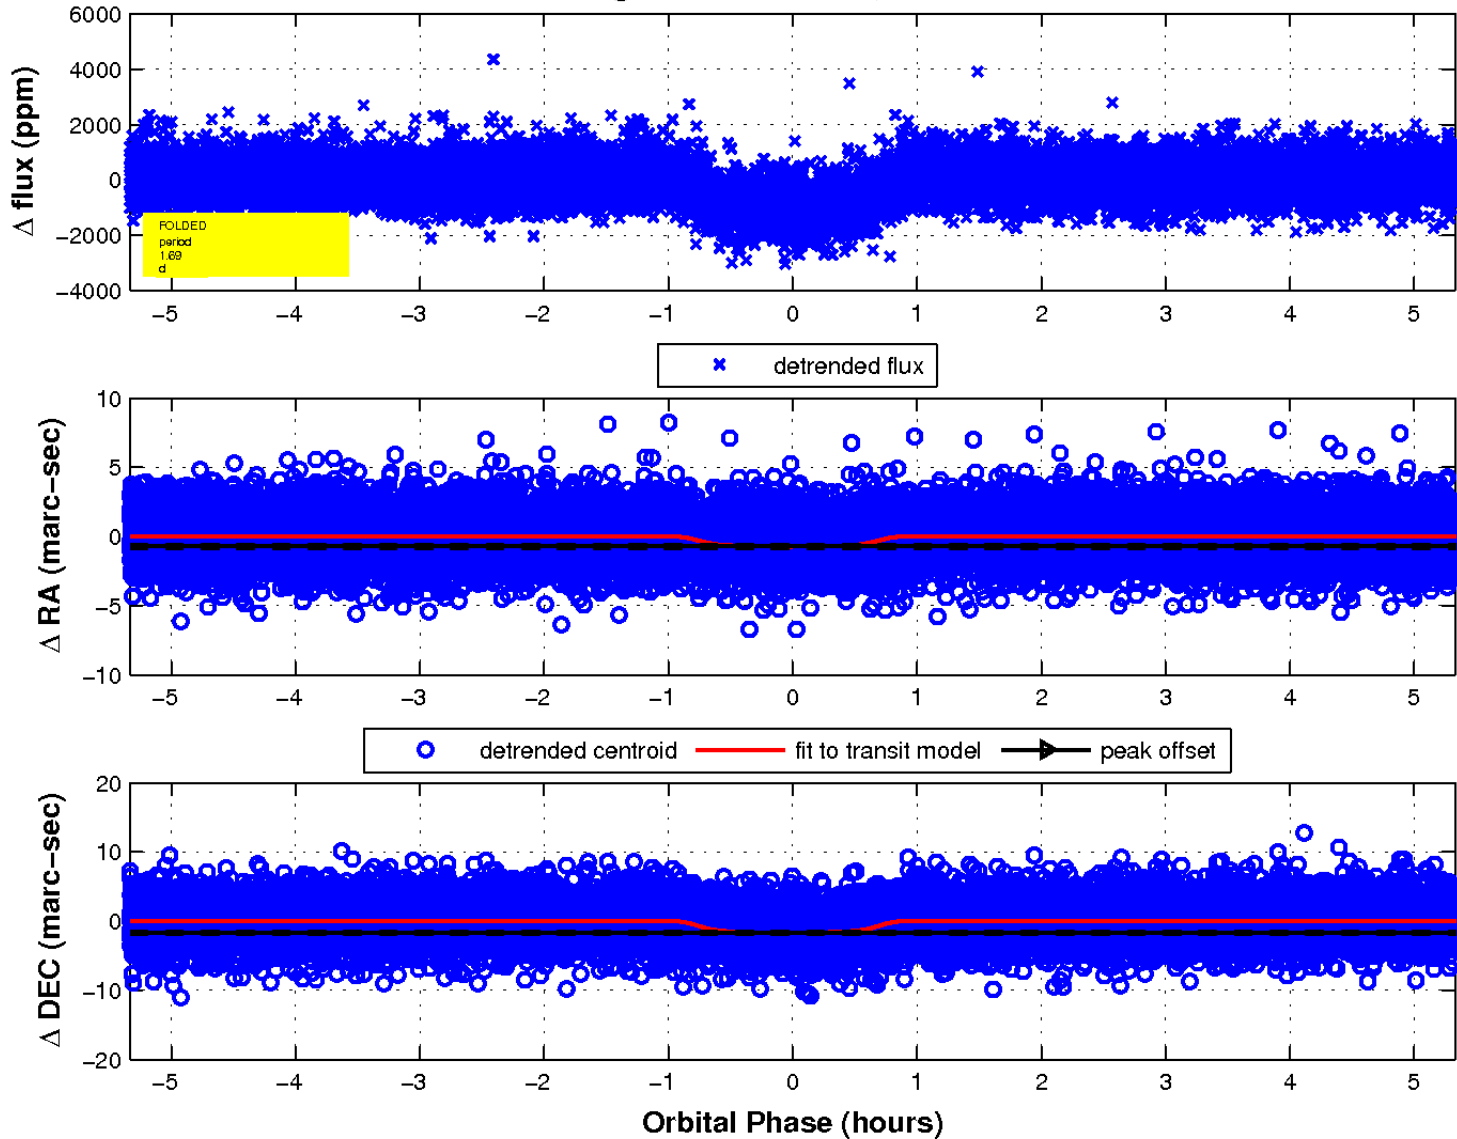 6000
4000
2000
0
−2000
−4000
Δ flux (ppm)
FOLDED
period
1.69
d
−5 −4 −3 −2 −1 0 1 2 3 4 5
detrended flux
10
5
0
−5
−10
Δ RA (marc−sec)
−5 −4 −3 −2 −1 0 1 2 3 4 5
detrended centroid fit to transit model peak offset
20
10
0
−10
−20
Δ DEC (marc−sec)
−5 −4 −3 −2 −1 0 1 2 3 4 5
Orbital Phase (hours)